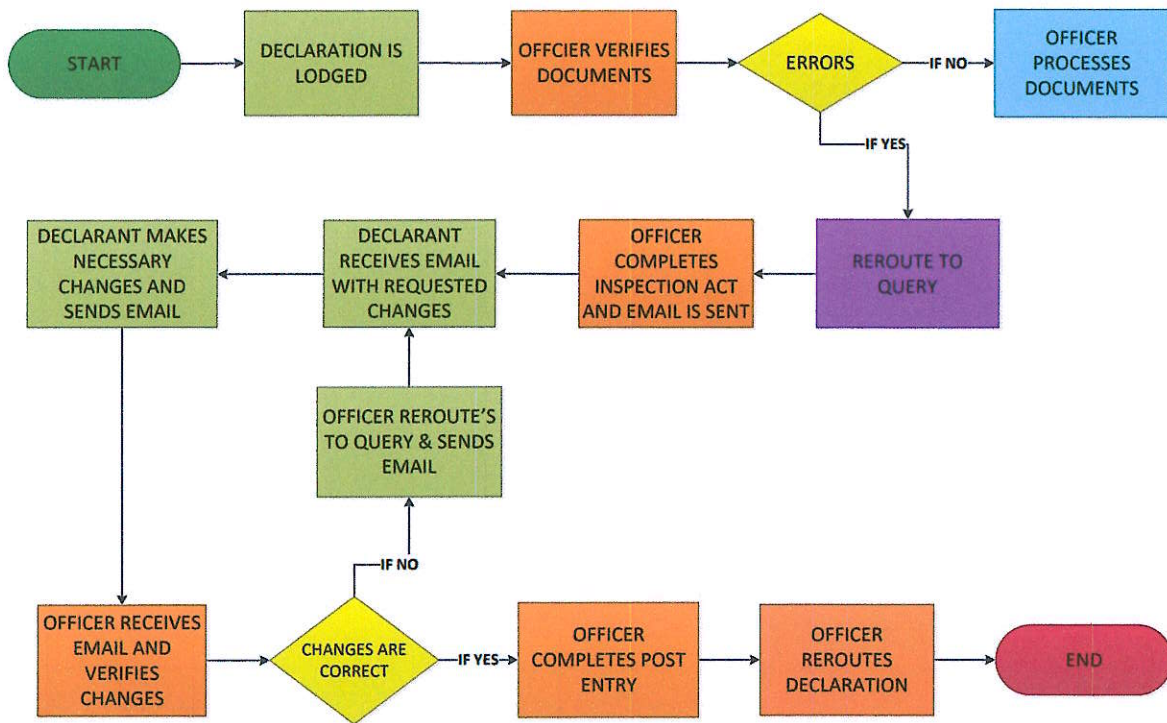 START
DECLARATION IS
LODGED
OFFCIER VERIFIES
DOCUMENTS
ERRORS
IF NO
OFFICER
PROCESSES
DOCUMENTS
IF YES
REROUTE TO
QUERY
OFFICER
COMPLETES
INSPECTION ACT
AND EMAIL IS SENT
DECLARANT
RECEIVES EMAIL
WITH REQUESTED
CHANGES
DECLARANT MAKES
NECESSARY
CHANGES AND
SENDS EMAIL
OFFICER REROUTE'S
TO QUERY & SENDS
EMAIL
IF NO
OFFICER RECEIVES
EMAIL AND
VERIFIES
CHANGES
CHANGES ARE
CORRECT
IF YES
OFFICER
COMPLETES POST
ENTRY
OFFICER
REROUTES
DECLARATION
END